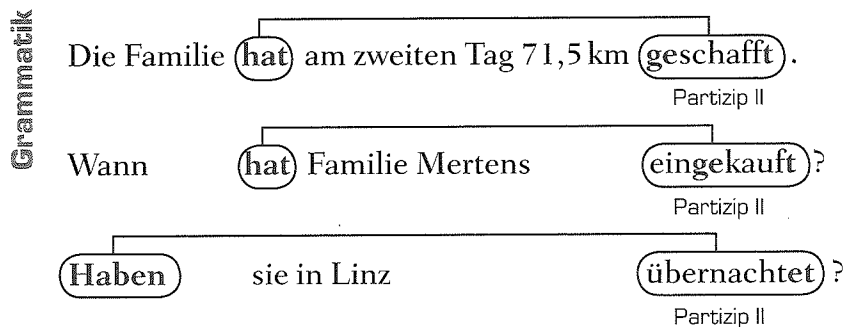 Grammatik
Die Familie hat am zweiten Tag 71,5 km geschafft.
Partizip II
Wann hat Familie Mertens eingekauft?
Partizip II
Haben sie in Linz übernachtet?
Partizip II